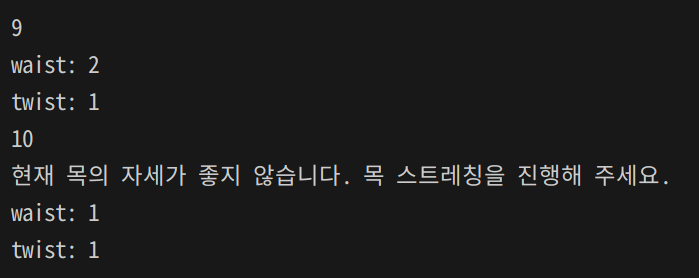 9
waist: 2
twist: 1
10
현재 목의 자세가 좋지 않습니다. 목 스트레칭을 진행해 주세요.
waist: 1
twist: 1